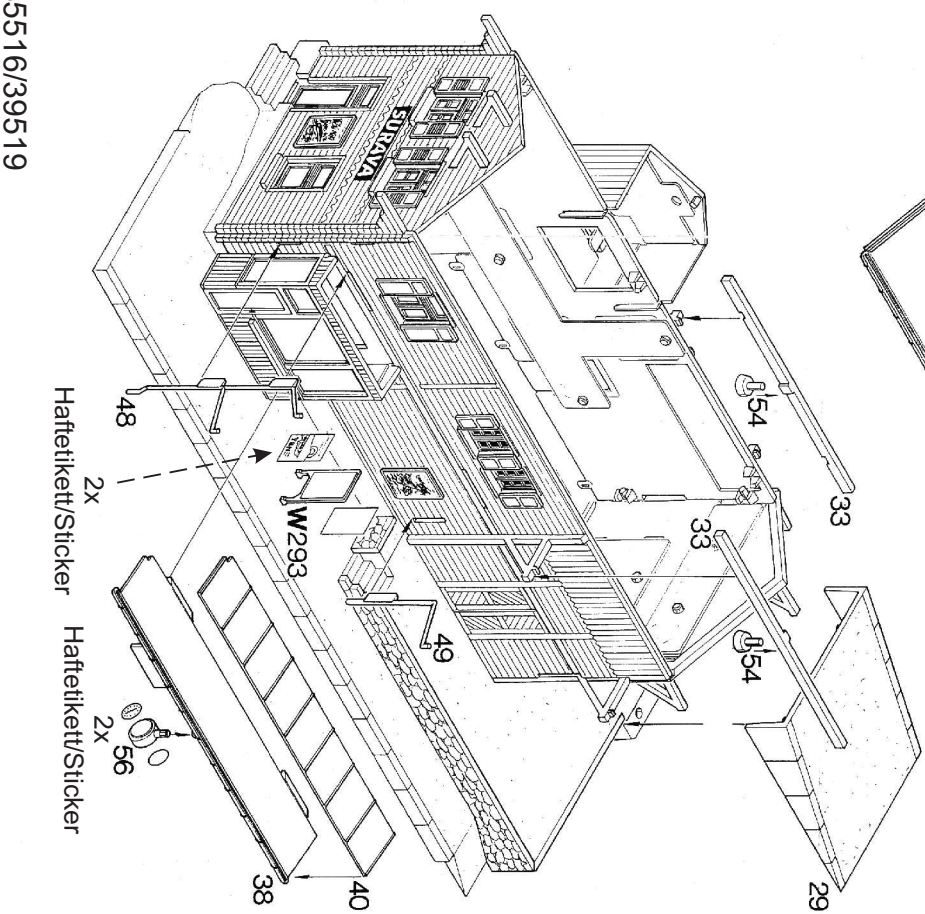 33
54
29
33
54
49
SURAVA
40
W293
38
48
56
2x
Haftetikett/Sticker
2x
Haftetikett/Sticker
5516/39519